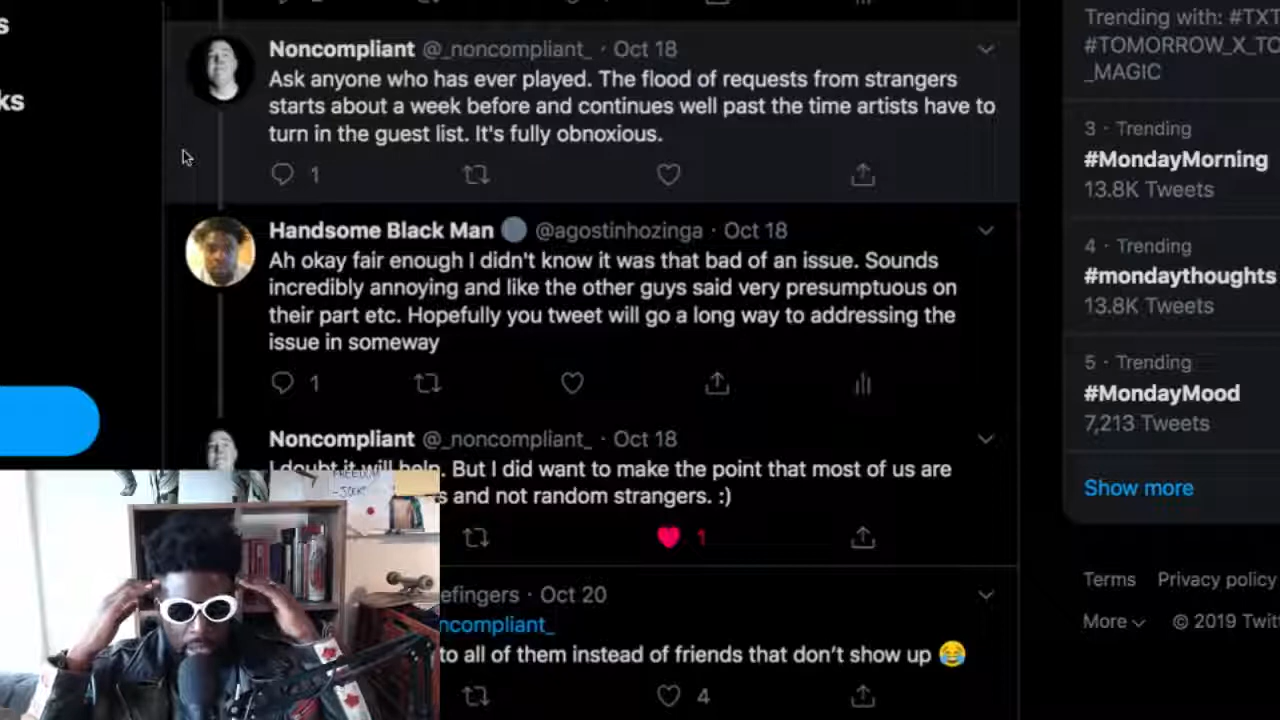 s
ks
Noncompliant @_noncompliant_ · Oct 18
Ask anyone who has ever played. The flood of requests from strangers
starts about a week before and continues well past the time artists have to
turn in the guest list. It's fully obnoxious.
1
Handsome Black Man @agostinhozinga · Oct 18
Ah okay fair enough I didn't know it was that bad of an issue. Sounds
incredibly annoying and like the other guys said very presumptuous on
their part etc. Hopefully you tweet will go a long way to addressing the
issue in someway
1
Noncompliant @_noncompliant_ · Oct 18
I doubt it will help. But I did want to make the point that most of us are
s and not random strangers. :)
1
efingers · Oct 20
ncompliant_
to all of them instead of friends that don't show up 😂
4
FREEDOM
Trending with: #TXT
#TOMORROW_X_TO
_MAGIC
3 · Trending
#MondayMorning
13.8K Tweets
4 · Trending
#mondaythoughts
13.8K Tweets
5 · Trending
#MondayMood
7,213 Tweets
Show more
Terms Privacy policy
More © 2019 Twit